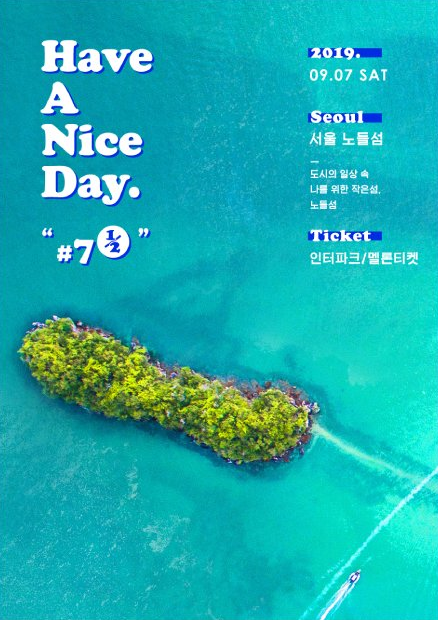 Have
A
Nice
Day.
“ #7½ ”
2019.
09.07 SAT
Seoul
서울 노들섬
—
도시의 일상 속
나를 위한 작은섬,
노들섬
Ticket
인터파크/멜론티켓